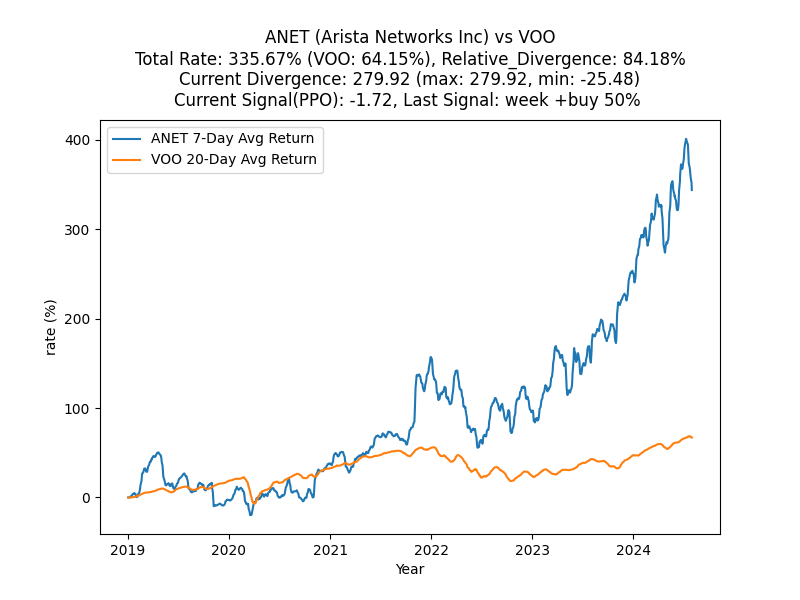 ANET (Arista Networks Inc) vs VOO
Total Rate: 335.67% (VOO: 64.15%), Relative_Divergence: 84.18%
Current Divergence: 279.92 (max: 279.92, min: -25.48)
Current Signal(PPO): -1.72, Last Signal: week +buy 50%
ANET 7-Day Avg Return
VOO 20-Day Avg Return
400
300
200
100
0
rate (%)
2019 2020 2021 2022 2023 2024
Year